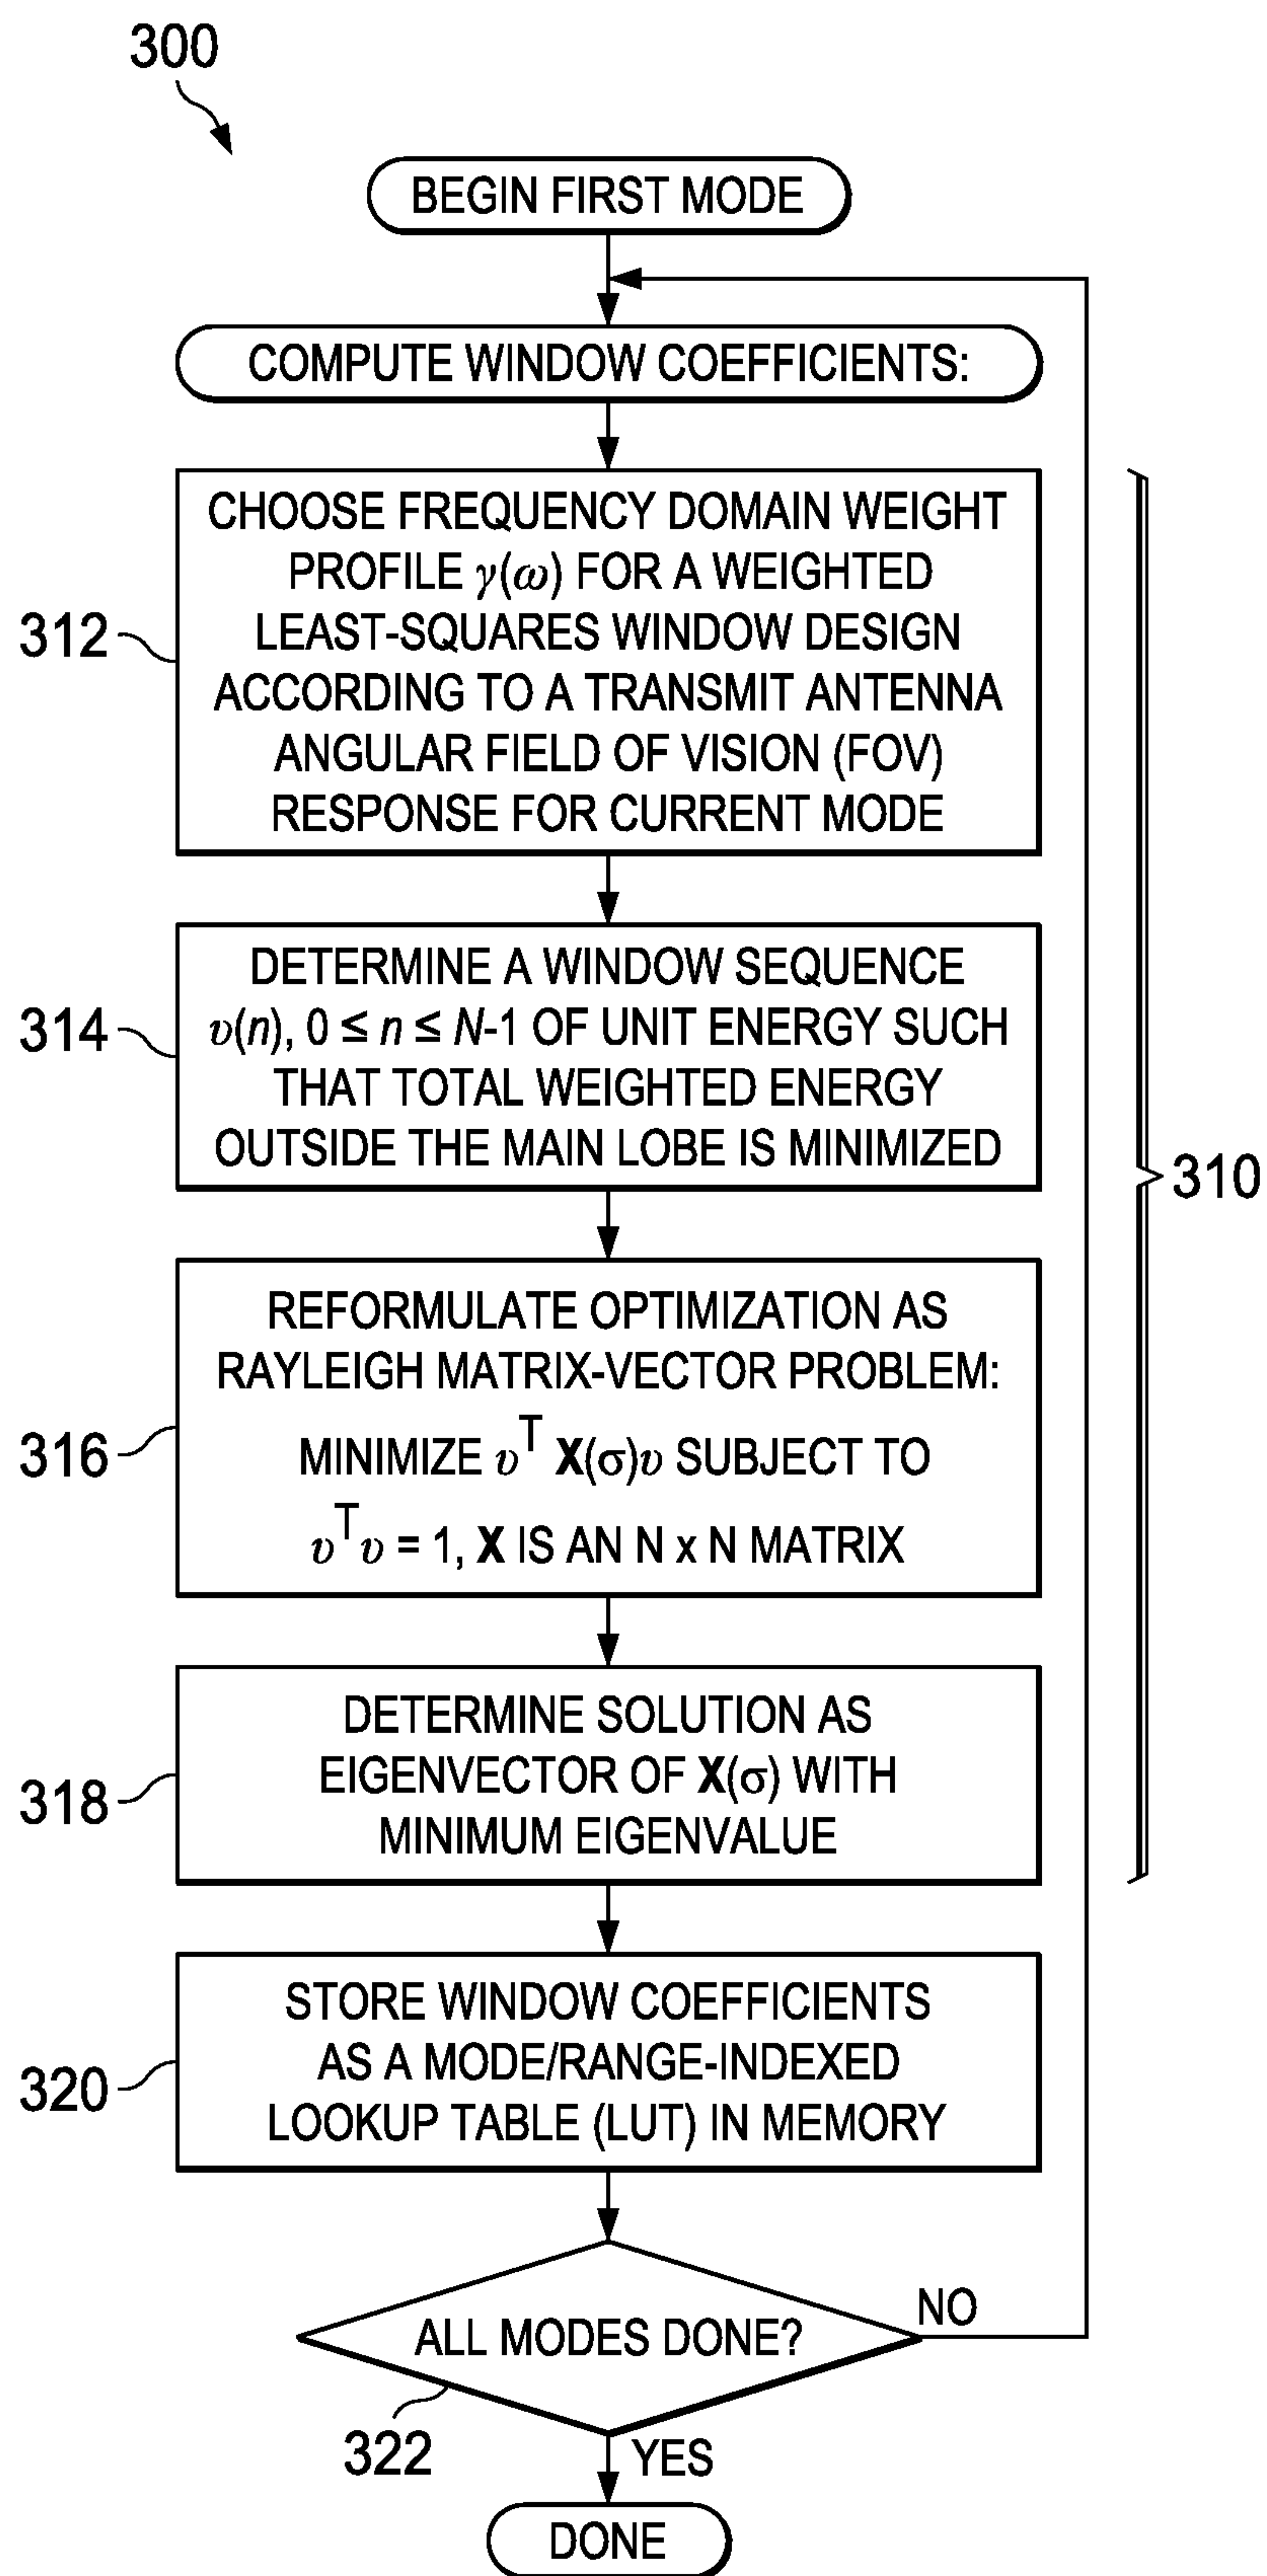 300
BEGIN FIRST MODE
COMPUTE WINDOW COEFFICIENTS:
CHOOSE FREQUENCY DOMAIN WEIGHT
PROFILE γ(ω) FOR A WEIGHTED
LEAST-SQUARES WINDOW DESIGN
ACCORDING TO A TRANSMIT ANTENNA
ANGULAR FIELD OF VISION (FOV)
RESPONSE FOR CURRENT MODE
312
DETERMINE A WINDOW SEQUENCE
υ(n), 0 ≤ n ≤ N-1 OF UNIT ENERGY SUCH
THAT TOTAL WEIGHTED ENERGY
OUTSIDE THE MAIN LOBE IS MINIMIZED
314
310
REFORMULATE OPTIMIZATION AS
RAYLEIGH MATRIX-VECTOR PROBLEM:
MINIMIZE υᵀ X(σ)υ SUBJECT TO
υᵀυ = 1, X IS AN N x N MATRIX
316
DETERMINE SOLUTION AS
EIGENVECTOR OF X(σ) WITH
MINIMUM EIGENVALUE
318
STORE WINDOW COEFFICIENTS
AS A MODE/RANGE-INDEXED
LOOKUP TABLE (LUT) IN MEMORY
320
ALL MODES DONE?
NO
322
YES
DONE